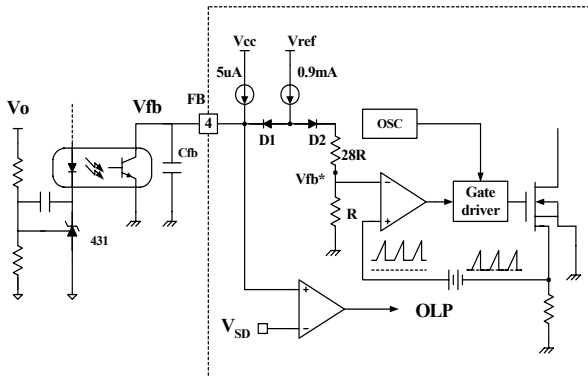 Vcc Vref
5uA 0.9mA
Vo Vfb FB 4
D1 D2
OSC
Cfb 28R
Vfb*
R
Gate
driver
431
+
−
+
−
VSD OLP